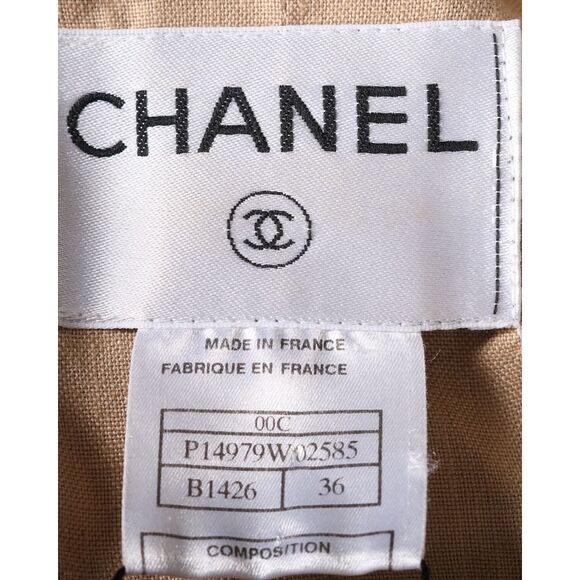 CHANEL
MADE IN FRANCE
FABRIQUE EN FRANCE
00C
P14979W02585
B1426 36
COMPOSITION